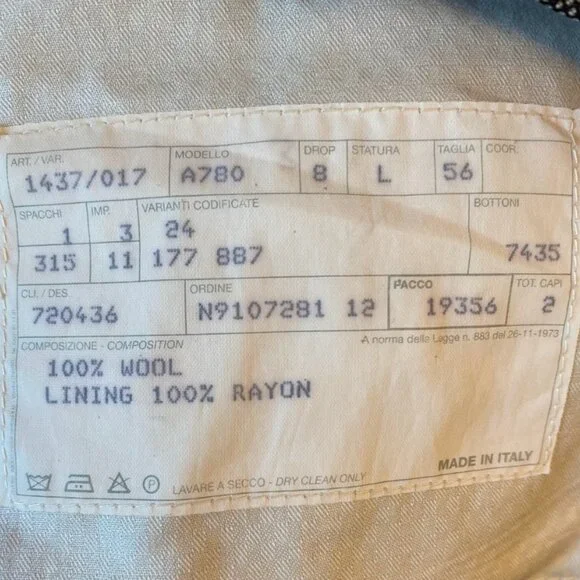 ART. / VAR. MODELLO DROP STATURA TAGLIA COOR.
1437/017 A780 8 L 56
SPACCHI IMP. VARIANTI CODIFICATE BOTTONI
1 3 24
315 11 177 887 7435
CLI. / DES. ORDINE PACCO TOT. CAPI
720436 N9107281 12 19356 2
COMPOSIZIONE - COMPOSITION A norma della Legge n. 883 del 26-11-1973
100% WOOL
LINING 100% RAYON
P LAVARE A SECCO - DRY CLEAN ONLY MADE IN ITALY